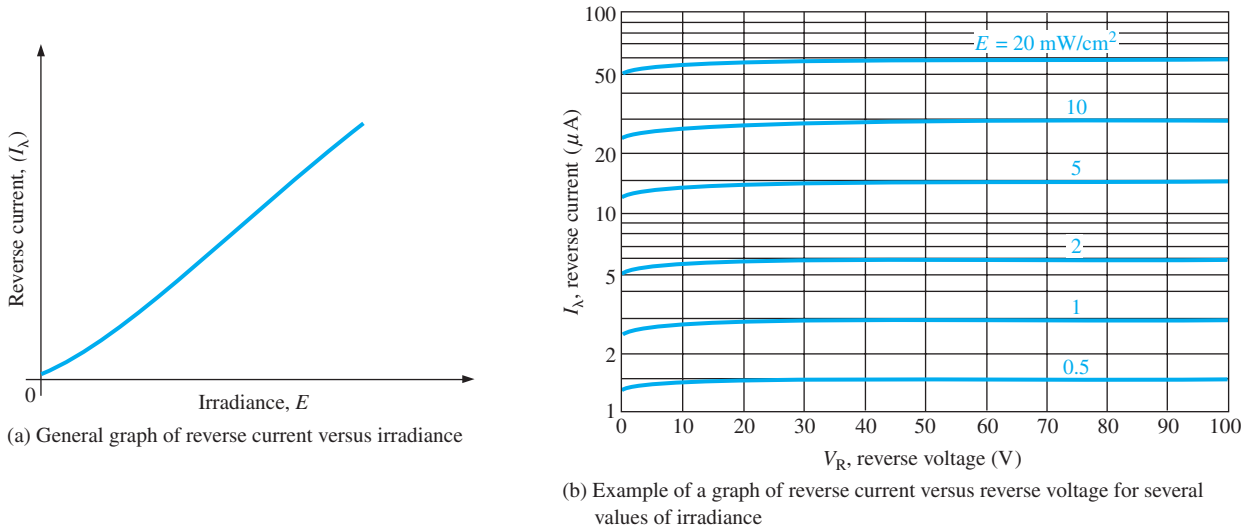 Reverse current, (Iλ)
0
Irradiance, E
(a) General graph of reverse current versus irradiance
Iλ, reverse current (μA)
100
50
20
10
5
2
1
E = 20 mW/cm²
10
5
2
1
0.5
0 10 20 30 40 50 60 70 80 90 100
VR, reverse voltage (V)
(b) Example of a graph of reverse current versus reverse voltage for several
values of irradiance